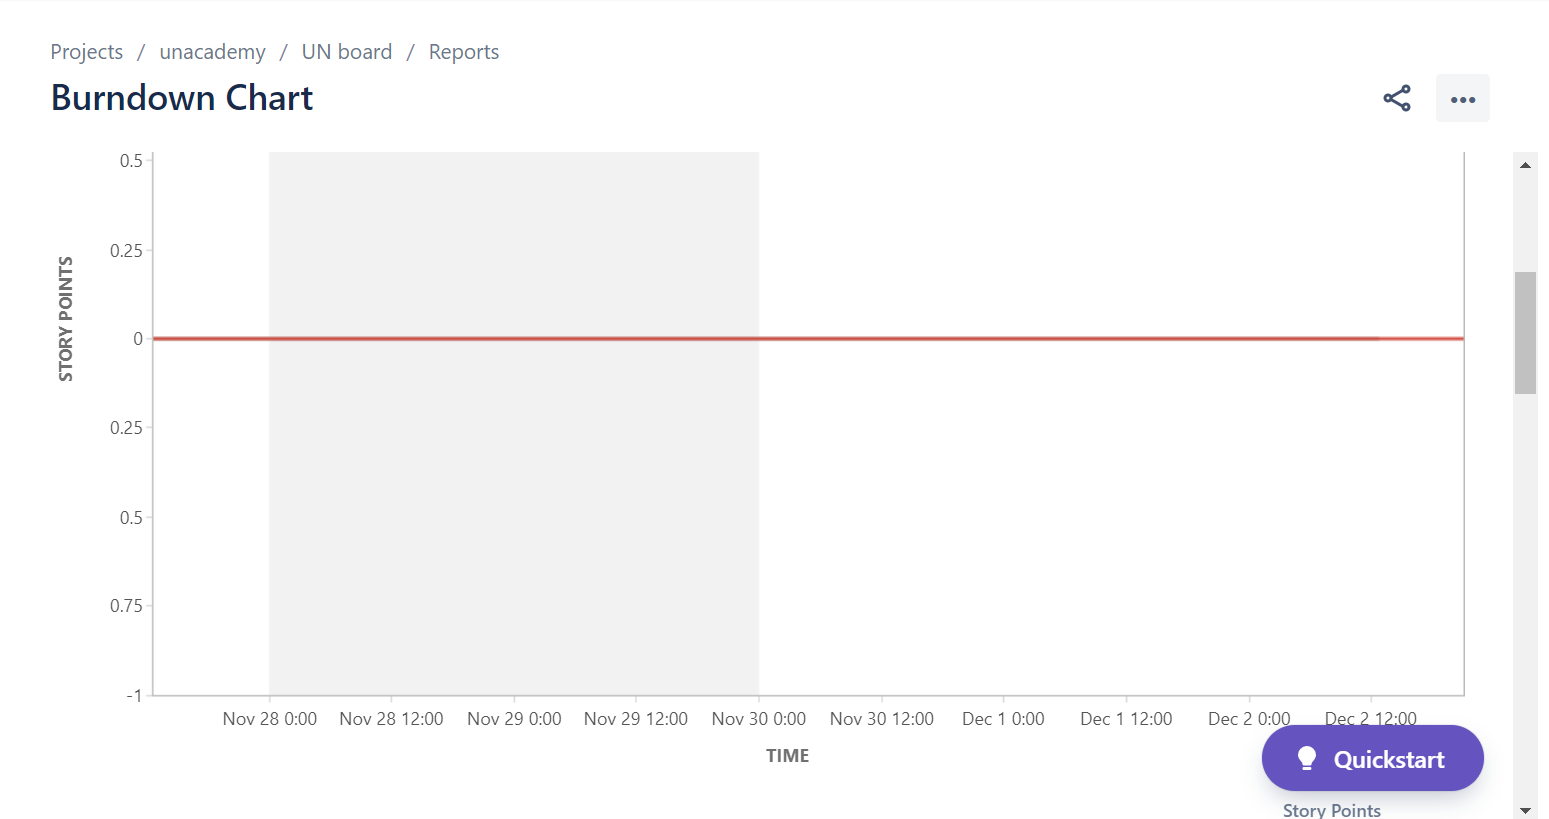 Projects / unacademy / UN board / Reports
Burndown Chart
0.5
0.25
0
0.25
0.5
0.75
-1
STORY POINTS
Nov 28 0:00 Nov 28 12:00 Nov 29 0:00 Nov 29 12:00 Nov 30 0:00 Nov 30 12:00 Dec 1 0:00 Dec 1 12:00 Dec 2 0:00 Dec 2 12:00
TIME
Quickstart
Story Points